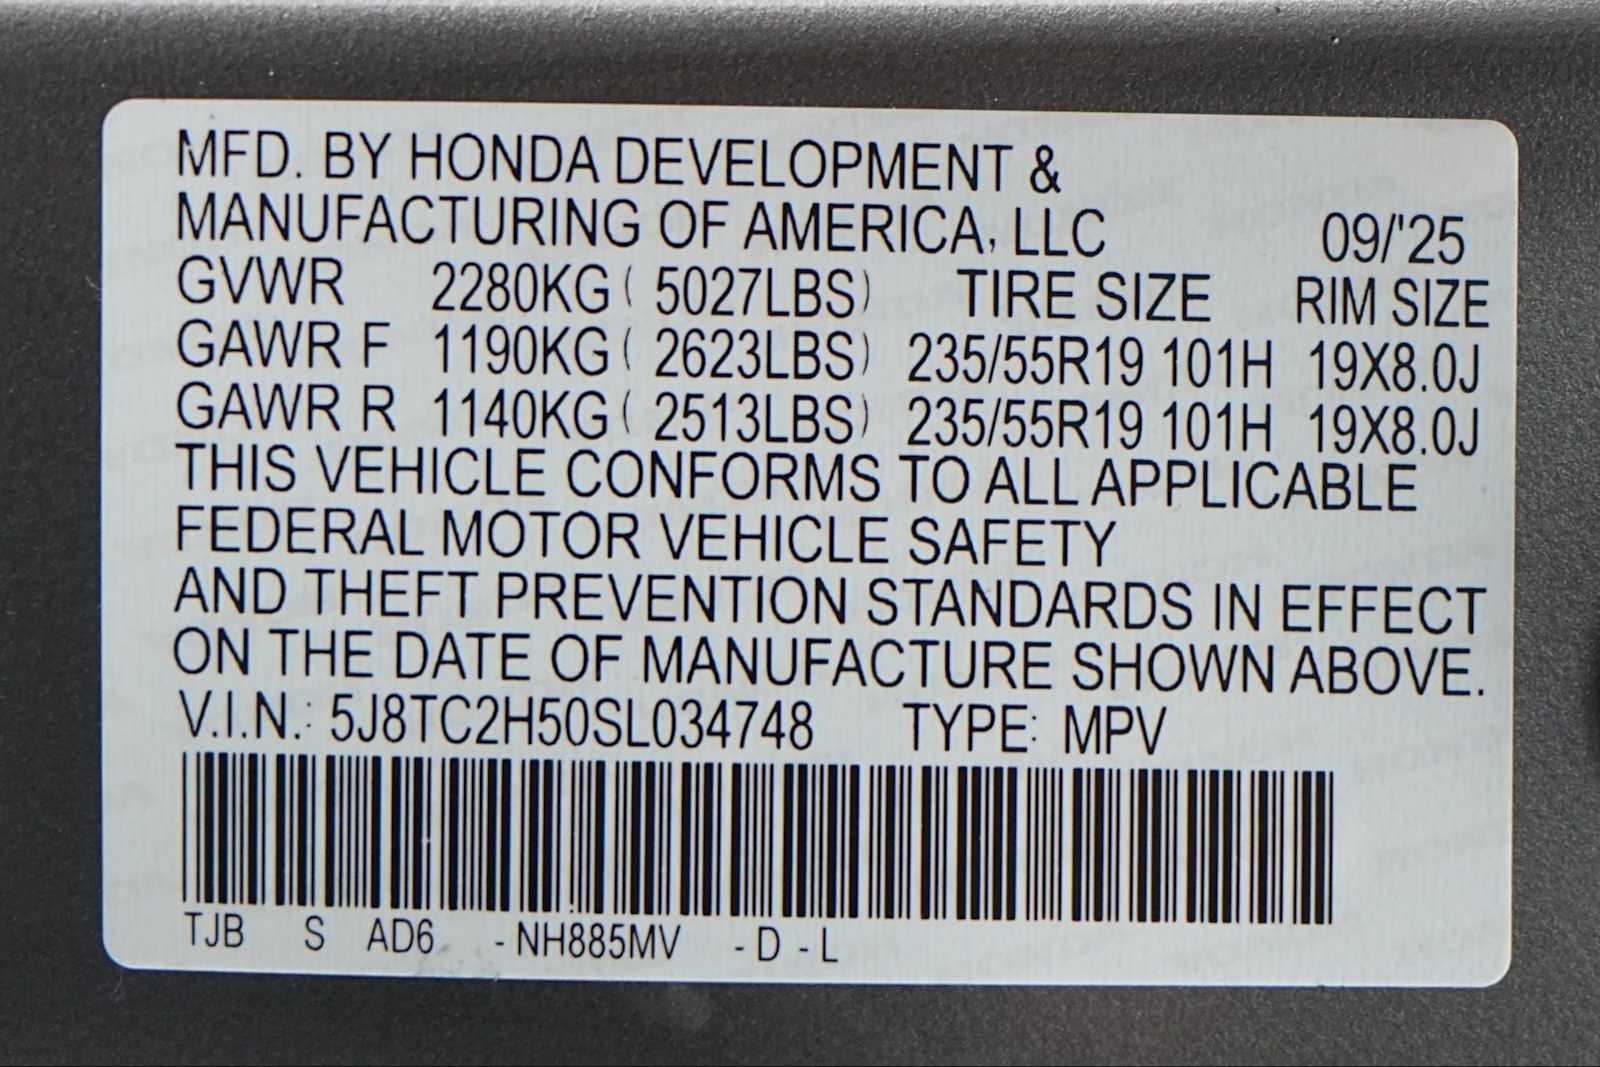 MFD. BY HONDA DEVELOPMENT &
MANUFACTURING OF AMERICA, LLC 09/'25
GVWR 2280KG ( 5027LBS) TIRE SIZE RIM SIZE
GAWR F 1190KG ( 2623LBS) 235/55R19 101H 19X8.0J
GAWR R 1140KG ( 2513LBS) 235/55R19 101H 19X8.0J
THIS VEHICLE CONFORMS TO ALL APPLICABLE
FEDERAL MOTOR VEHICLE SAFETY
AND THEFT PREVENTION STANDARDS IN EFFECT
ON THE DATE OF MANUFACTURE SHOWN ABOVE.
V.I.N.: 5J8TC2H50SL034748 TYPE: MPV
TJB S AD6 - NH885MV - D - L